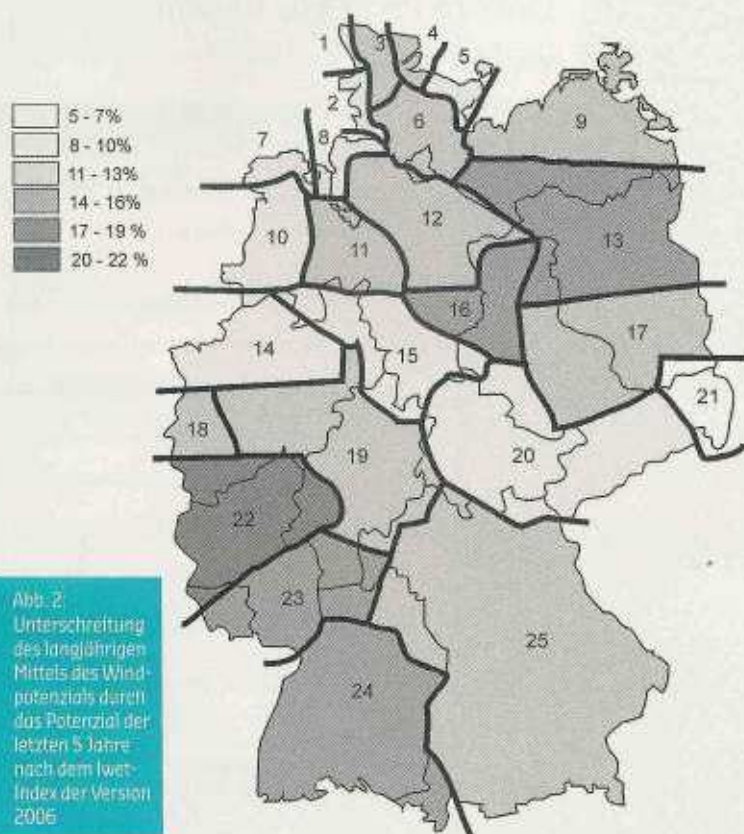 1
3
4
5
2
6
9
7
8
5 - 7%
8 - 10%
11 - 13%
14 - 16%
17 - 19 %
20 - 22 %
10
11
12
13
14
15
16
17
18
19
20
21
22
23
24
25
Abb. 2
Unterschreitung
des langjährigen
Mittels des Wind-
potenzials durch
das Potenzial der
letzten 5 Jahre
nach dem Iwet-
Index der Version
2006